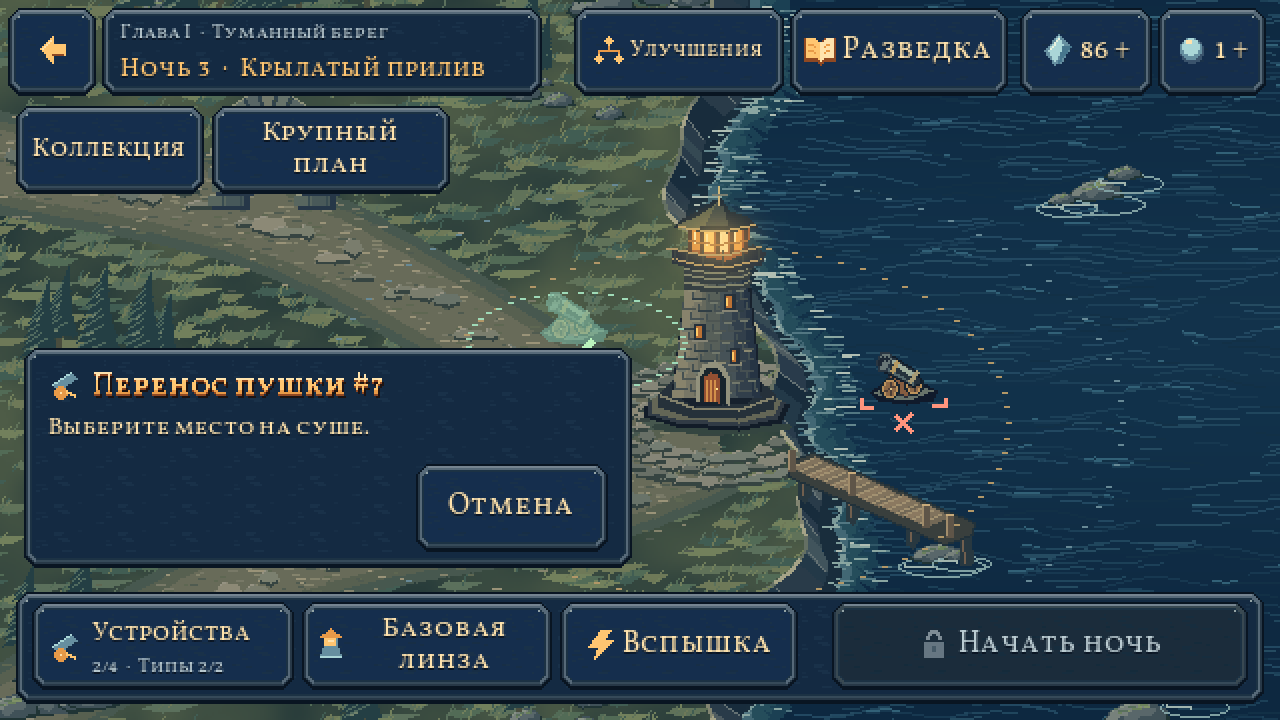 Глава I · Туманный берег
Ночь 3 · Крылатый прилив
Улучшения
Разведка
86 +
1 +
Коллекция
Крупный
план
Перенос пушки #7
Выберите место на суше.
Отмена
Устройства
2/4 · Типы 2/2
Базовая
линза
Вспышка
Начать ночь